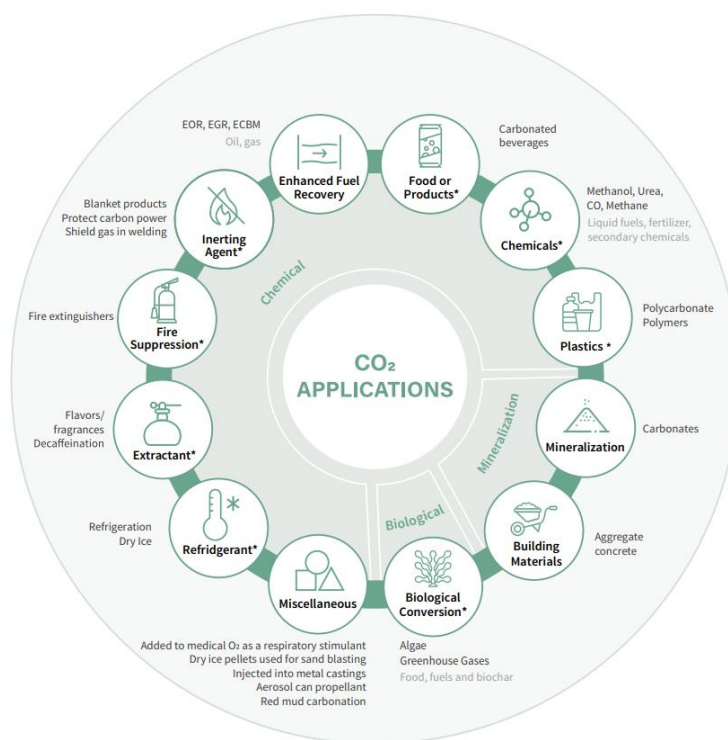 CO₂
APPLICATIONS
Chemical
Mineralization
Biological
EOR, EGR, ECBM
Oil, gas
Enhanced Fuel
Recovery
Food or
Products*
Carbonated
beverages
Chemicals*
Methanol, Urea,
CO, Methane
Liquid fuels, fertilizer,
secondary chemicals
Plastics *
Polycarbonate
Polymers
Mineralization
Carbonates
Building
Materials
Aggregate
concrete
Biological
Conversion*
Algae
Greenhouse Gases
Food, fuels and biochar
Miscellaneous
Added to medical O₂ as a respiratory stimulant
Dry ice pellets used for sand blasting
Injected into metal castings
Aerosol can propellant
Red mud carbonation
Refridgerant*
Refrigeration
Dry Ice
Extractant*
Flavors/
fragrances
Decaffeination
Fire
Suppression*
Fire extinguishers
Inerting
Agent*
Blanket products
Protect carbon power
Shield gas in welding